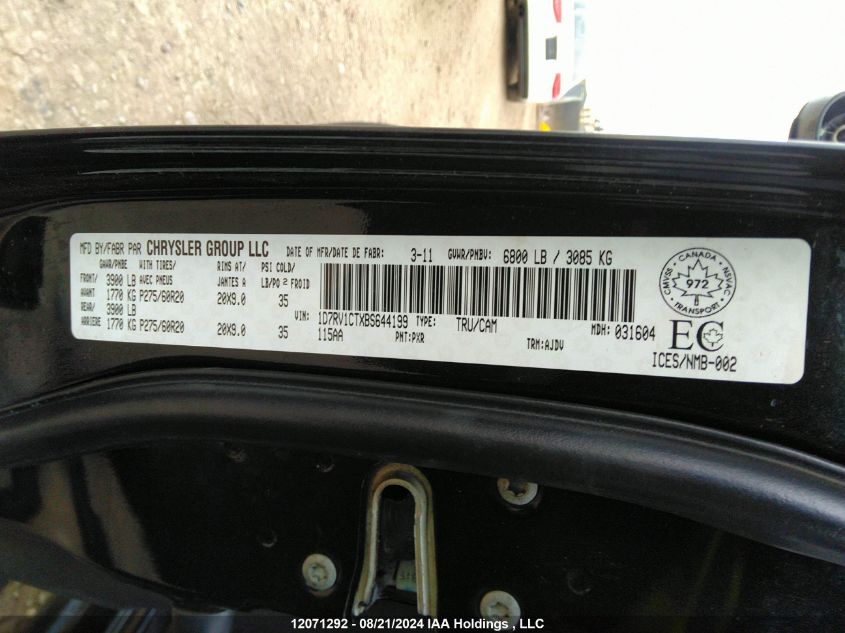 MFD BY/FABR PAR CHRYSLER GROUP LLC DATE OF MFR/DATE DE FABR: 3-11 GVWR/PNBV: 6800 LB / 3085 KG
GAWR/PNBE WITH TIRES/ RIMS AT/ PSI COLD/
FRONT/ 3900 LB AVEC PNEUS JANTES A LB/PO 2 FROID
AVANT 1770 KG P275/60R20 20X9.0 35
REAR/ 3900 LB
ARRIERE 1770 KG P275/60R20 20X9.0 35
VIN: 1D7RV1CTXBS644199 TYPE: TRU/CAM MDH: 031604
115AA PNT:PXR TRM:AJDV
CMVSS CANADA NSVAC
972
TRANSPORT
EC
ICES/NMB-002
12071292 - 08/21/2024 IAA Holdings , LLC